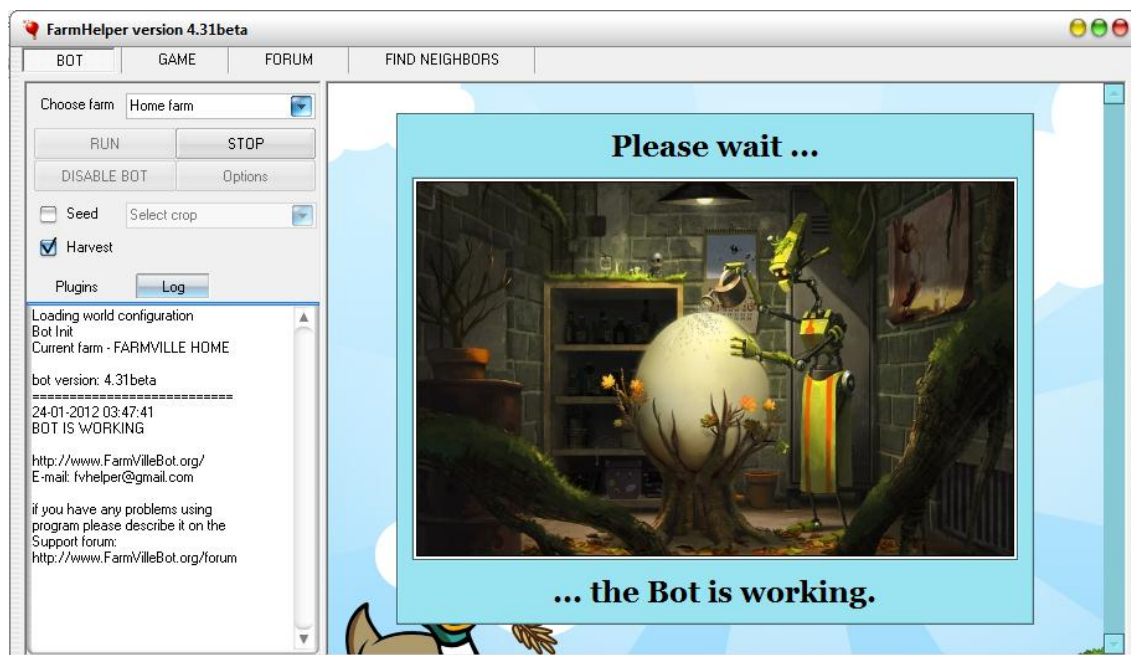 FarmHelper version 4.31beta
BOT GAME FORUM FIND NEIGHBORS
Choose farm Home farm
RUN STOP
DISABLE BOT Options
Seed Select crop
Harvest
Plugins Log
Loading world configuration
Bot Init
Current farm - FARMVILLE HOME
bot version: 4.31beta
===========================
24-01-2012 03:47:41
BOT IS WORKING
http://www.FarmVilleBot.org/
E-mail: fvhelper@gmail.com
if you have any problems using
program please describe it on the
Support forum:
http://www.FarmVilleBot.org/forum
Please wait ...
... the Bot is working.